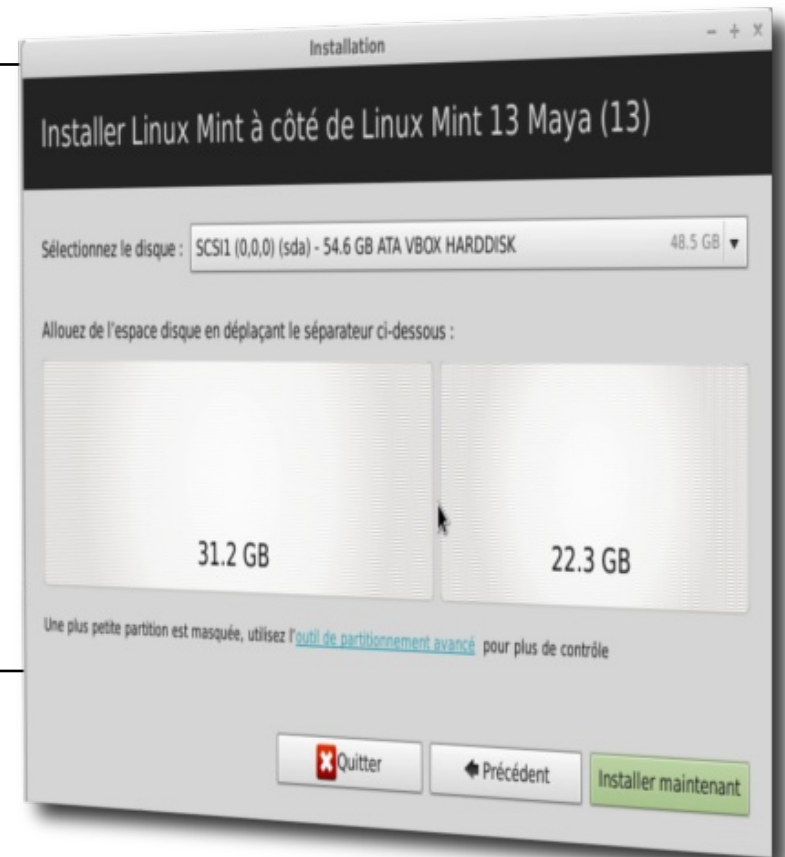 Installation
Installer Linux Mint à côté de Linux Mint 13 Maya (13)
Sélectionnez le disque : SCSI1 (0,0,0) (sda) - 54.6 GB ATA VBOX HARDDISK 48.5 GB
Allouez de l'espace disque en déplaçant le séparateur ci-dessous :
31.2 GB 22.3 GB
Une plus petite partition est masquée, utilisez l'outil de partitionnement avancé pour plus de contrôle
Quitter Précédent Installer maintenant